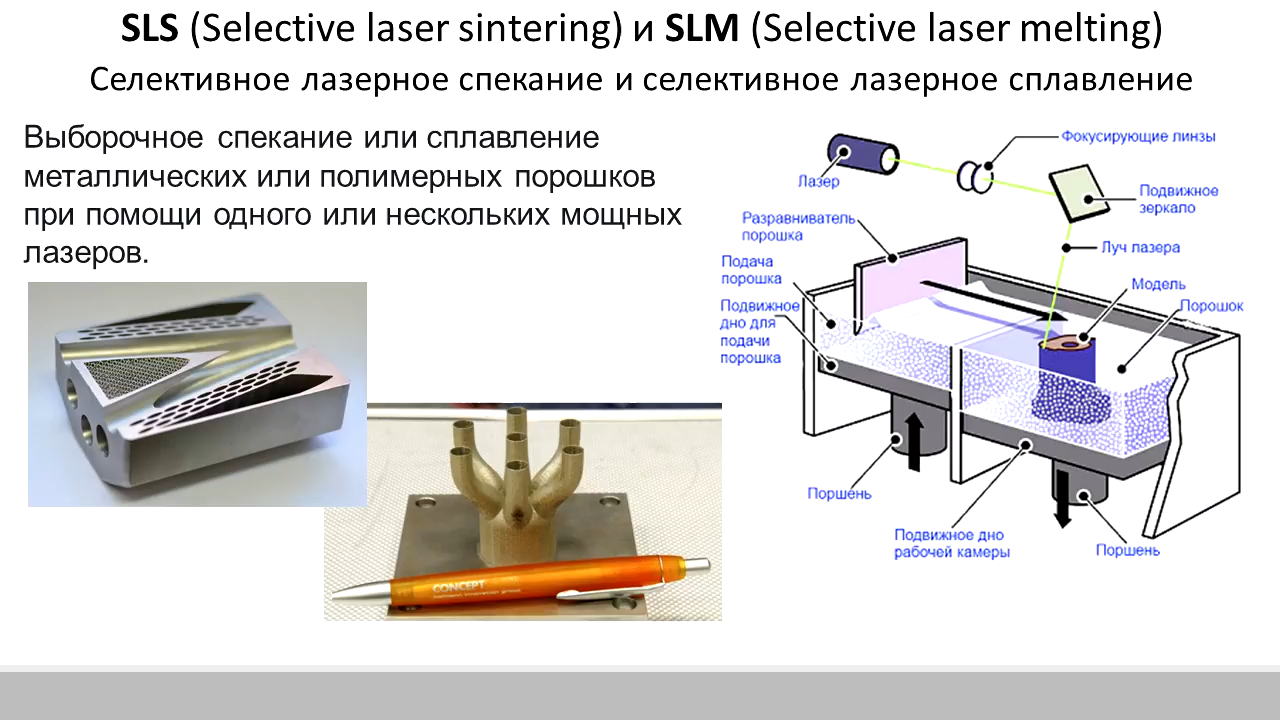 SLS (Selective laser sintering) и SLM (Selective laser melting)
Селективное лазерное спекание и селективное лазерное сплавление
Выборочное спекание или сплавление
металлических или полимерных порошков
при помощи одного или нескольких мощных
лазеров.
Фокусирующие линзы
Лазер
Подвижное
зеркало
Разравниватель
порошка
Луч лазера
Подача
порошка
Модель
Порошок
Подвижное
дно для
подачи
порошка
Поршень
Подвижное дно
рабочей камеры
Поршень
CONCEPT